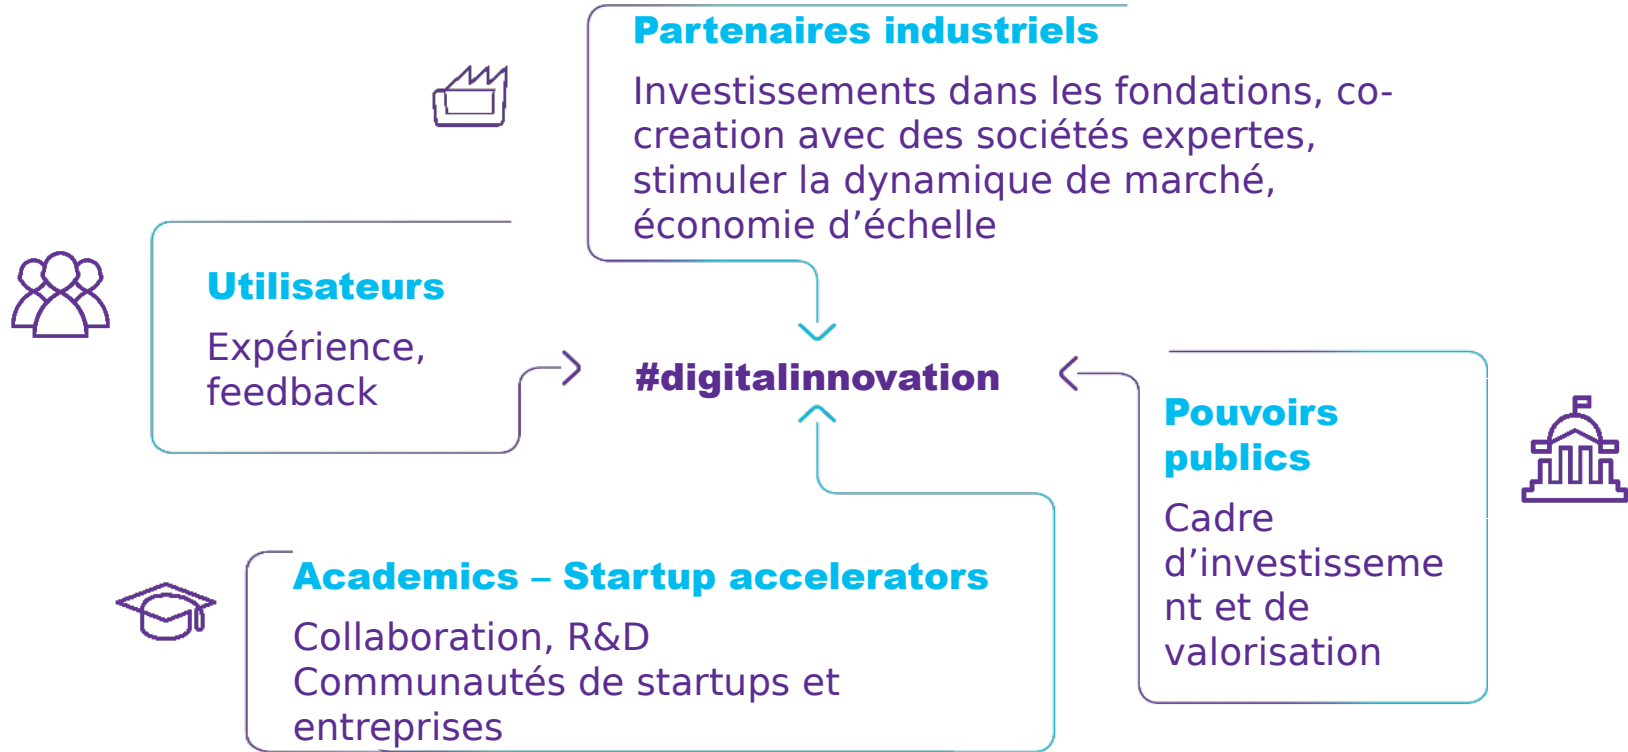 Partenaires industriels
Investissements dans les fondations, co-
creation avec des sociétés expertes,
stimuler la dynamique de marché,
économie d’échelle
Utilisateurs
Expérience,
feedback
#digitalinnovation
Pouvoirs
publics
Cadre
d’investisseme
nt et de
valorisation
Academics – Startup accelerators
Collaboration, R&D
Communautés de startups et
entreprises